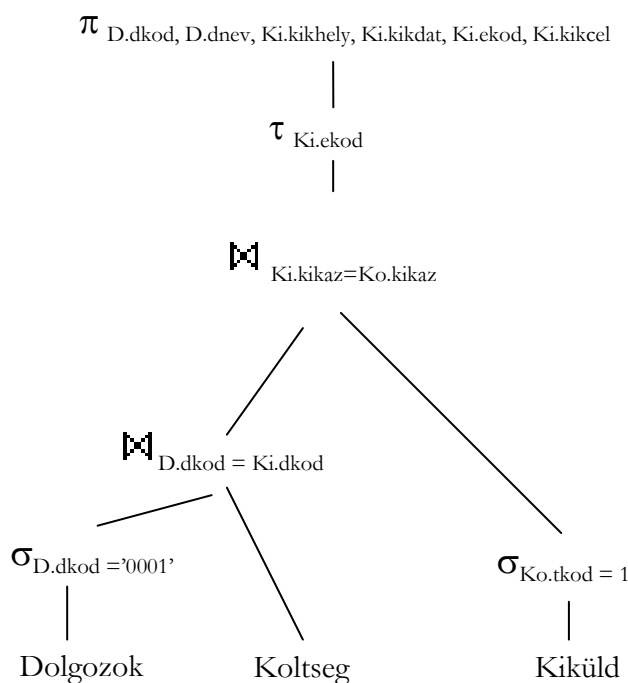 π D.dkod, D.dnev, Ki.kikhely, Ki.kikdat, Ki.ekod, Ki.kikcel
τ Ki.ekod
⋈ Ki.kikaz=Ko.kikaz
⋈ D.dkod = Ki.dkod
σ D.dkod ='0001'
σ Ko.tkod = 1
Dolgozok Koltseg Kiküld